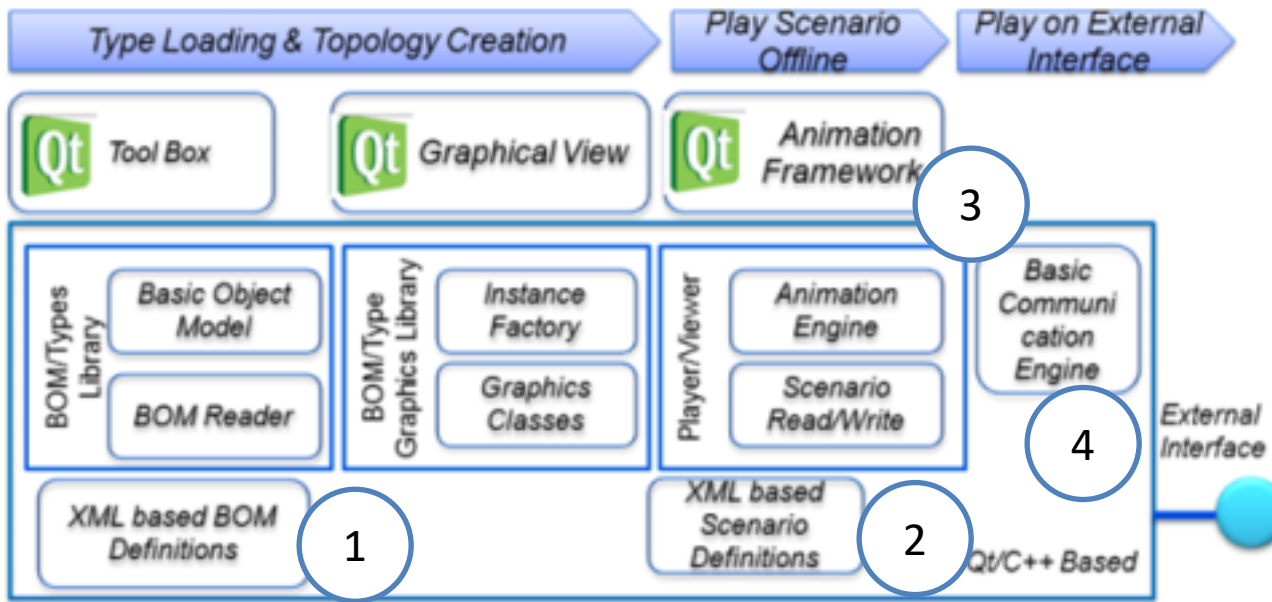 Type Loading & Topology Creation
Play Scenario
Offline
Play on External
Interface
Qt
Tool Box
Qt
Graphical View
Qt
Animation
Framework
3
BOM/Types
Library
Basic Object
Model
BOM Reader
BOM/Type
Graphics Library
Instance
Factory
Graphics
Classes
Player/Viewer
Animation
Engine
Scenario
Read/Write
Basic
Communi
cation
Engine
4
External
Interface
XML based BOM
Definitions
1
XML based
Scenario
Definitions
2
Qt/C++ Based